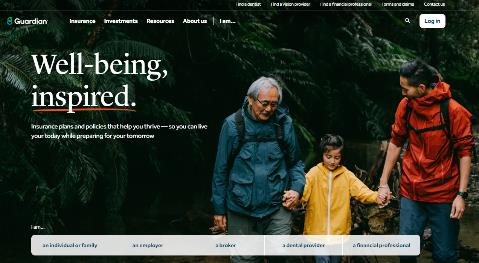 Find a dentist Find a vision provider Find a financial professional Forms and claims Contact us
Guardian Insurance Investments Resources About us I am... Log in
Well-being,
inspired.
Insurance plans and policies that help you thrive — so you can live
your today while preparing for your tomorrow
I am...
an individual or family an employer a broker a dental provider a financial professional